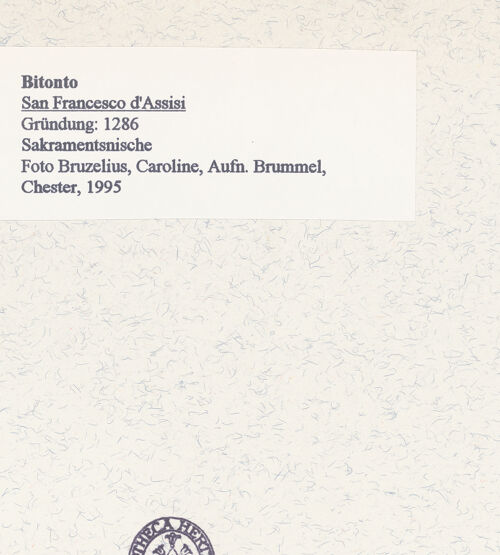 Bitonto
San Francesco d'Assisi
Gründung: 1286
Sakramentsnische
Foto Bruzelius, Caroline, Aufn. Brummel,
Chester, 1995